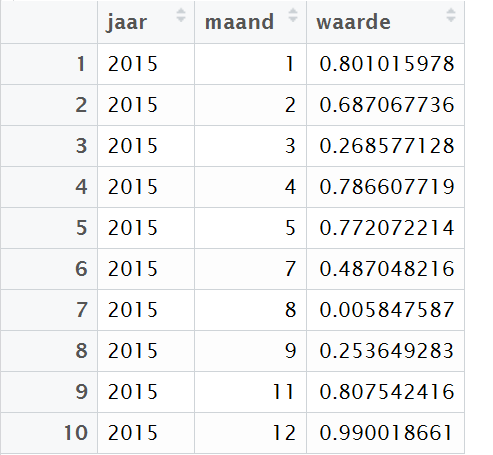 jaar maand waarde
1 2015 1 0.801015978
2 2015 2 0.687067736
3 2015 3 0.268577128
4 2015 4 0.786607719
5 2015 5 0.772072214
6 2015 7 0.487048216
7 2015 8 0.005847587
8 2015 9 0.253649283
9 2015 11 0.807542416
10 2015 12 0.990018661